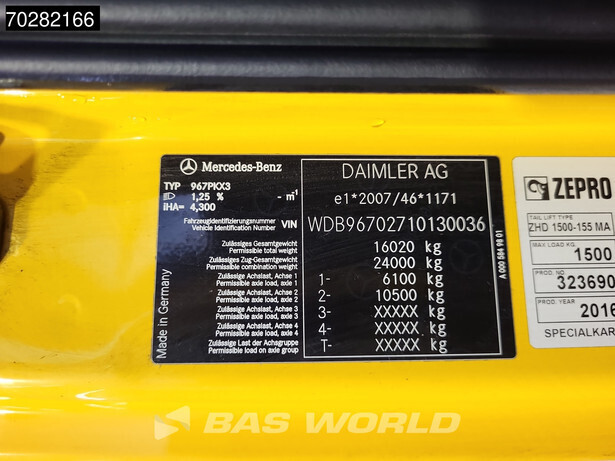 70282166
Mercedes-Benz
DAIMLER AG
TYP 967PKX3
1,25 % - m-1
iHA= 4,300
e1*2007/46*1171
Fahrzeugidentifizierungsnummer
Vehicle Identification Number VIN
WDB96702710130036
Zulässiges Gesamtgewicht
Permissible total weight
16020 kg
Zulässiges Zug-Gesamtgewicht
Permissible combination weight
24000 kg
Zulässige Achslast, Achse 1
Permissible axle load, axle 1
1- 6100 kg
Zulässige Achslast, Achse 2
Permissible axle load, axle 2
2- 10500 kg
Zulässige Achslast, Achse 3
Permissible axle load, axle 3
3- XXXXX kg
Zulässige Achslast, Achse 4
Permissible axle load, axle 4
4- XXXXX kg
Zulässige Last der Achsgruppe
Permissible load on axle group
T- XXXXX kg
Made in Germany
ZEPRO
TAIL LIFT TYPE
ZHD 1500-155 MA
MAX LOAD KG
1500
PROD.
323690
PROD. YEAR
2016
SPECIALKAR
BAS WORLD